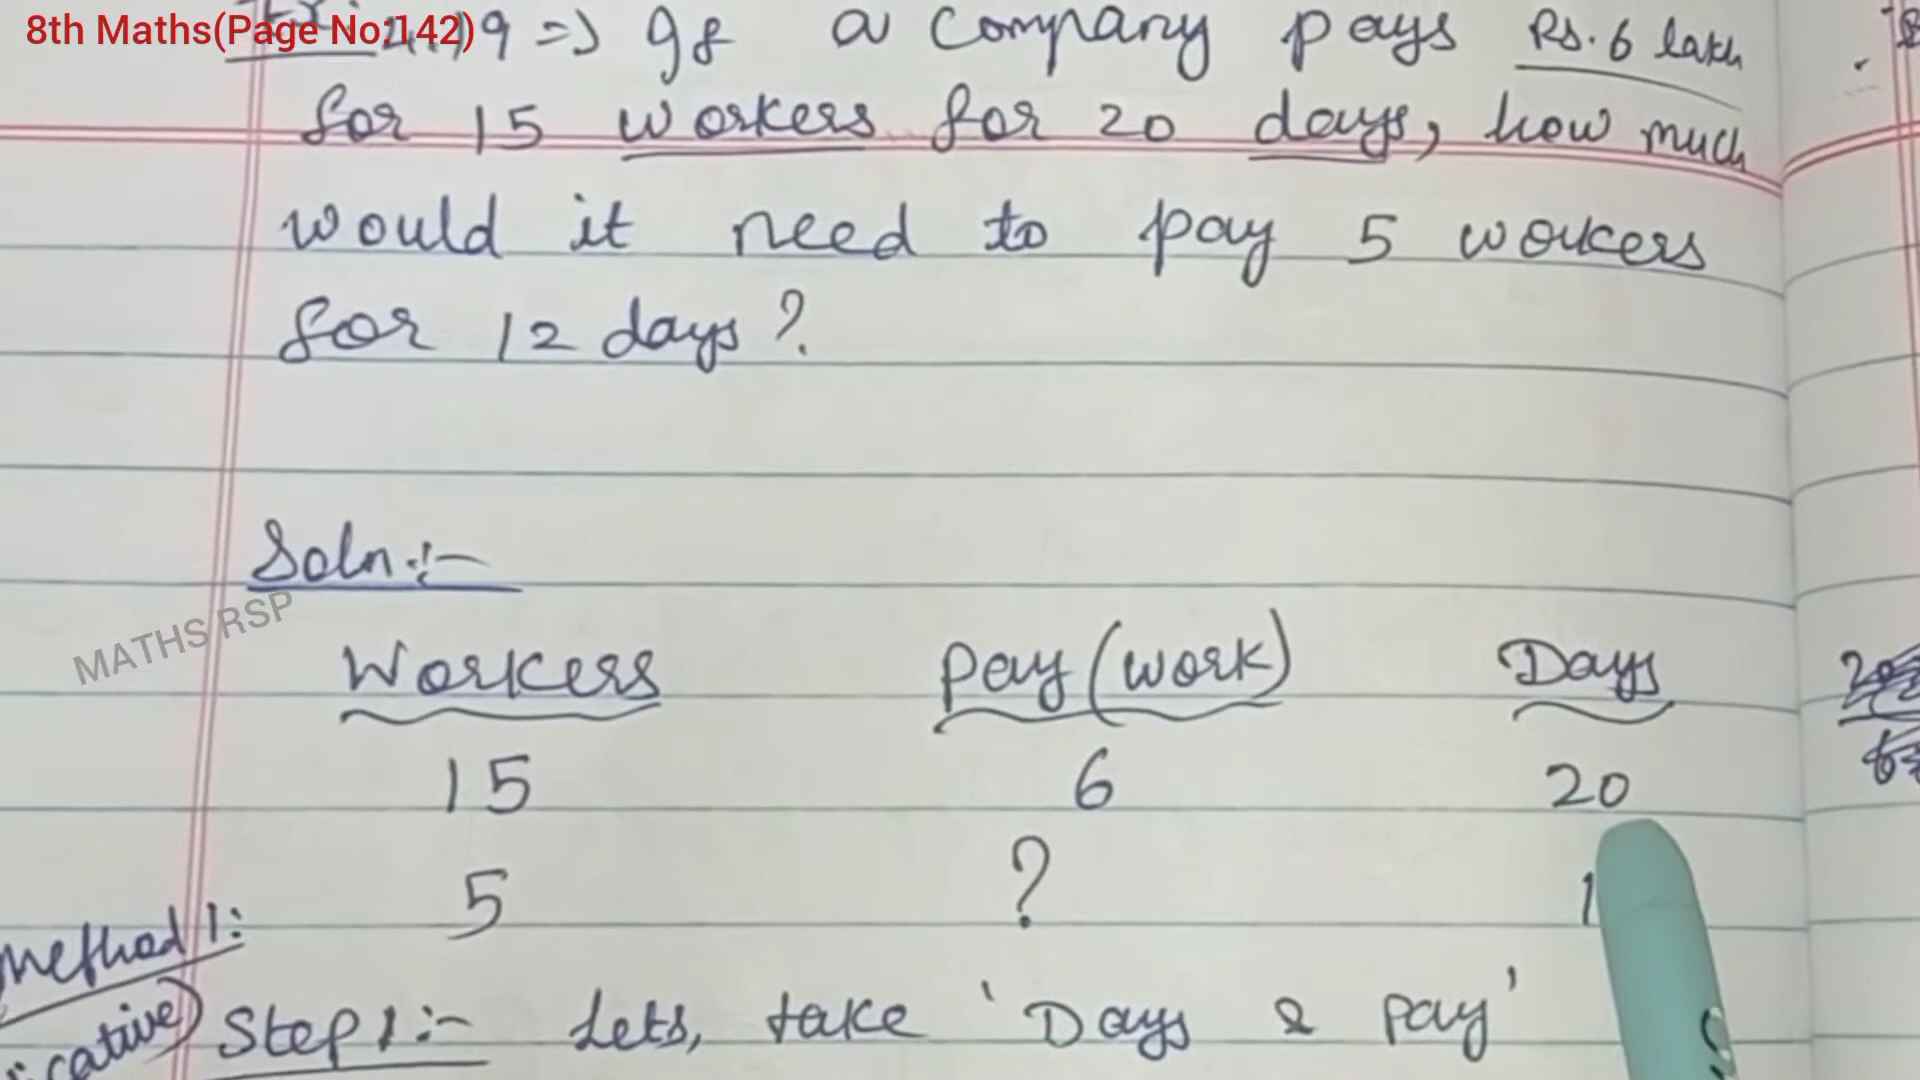 8th Maths(Page No:142)
4.19 => If a company pays Rs. 6 lakh
for 15 workers for 20 days, how much
would it need to pay 5 workers
for 12 days?
Soln:-
MATHS RSP
Workers Pay (work) Days
15 6 20
5 ? 1
Method 1:
Step 1:- Lets, take 'Days & Pay'